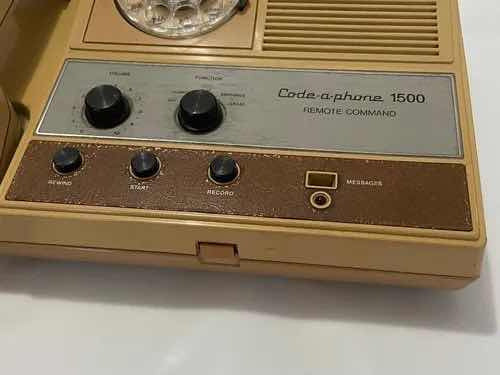 VOLUME
FUNCTION
Code-a-phone 1500
REMOTE COMMAND
REWIND
START
RECORD
MESSAGES